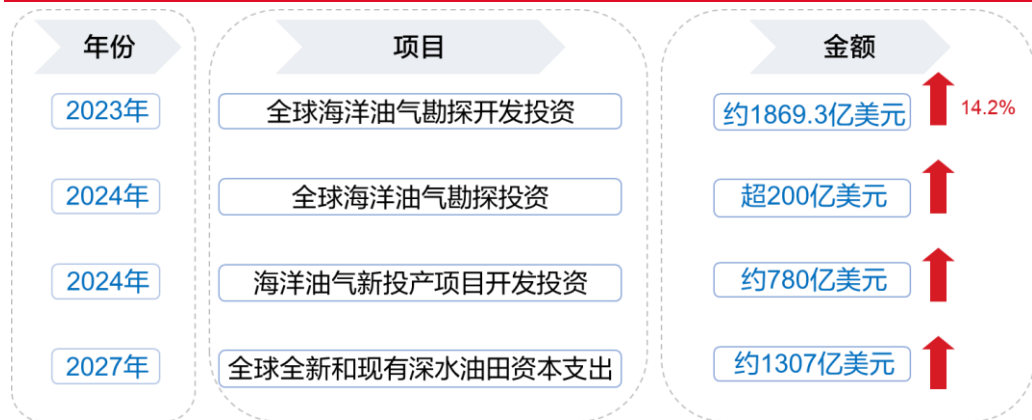 年份 项目 金额
2023年 全球海洋油气勘探开发投资 约1869.3亿美元 14.2%
2024年 全球海洋油气勘探投资 超200亿美元
2024年 海洋油气新投产项目开发投资 约780亿美元
2027年 全球全新和现有深水油田资本支出 约1307亿美元